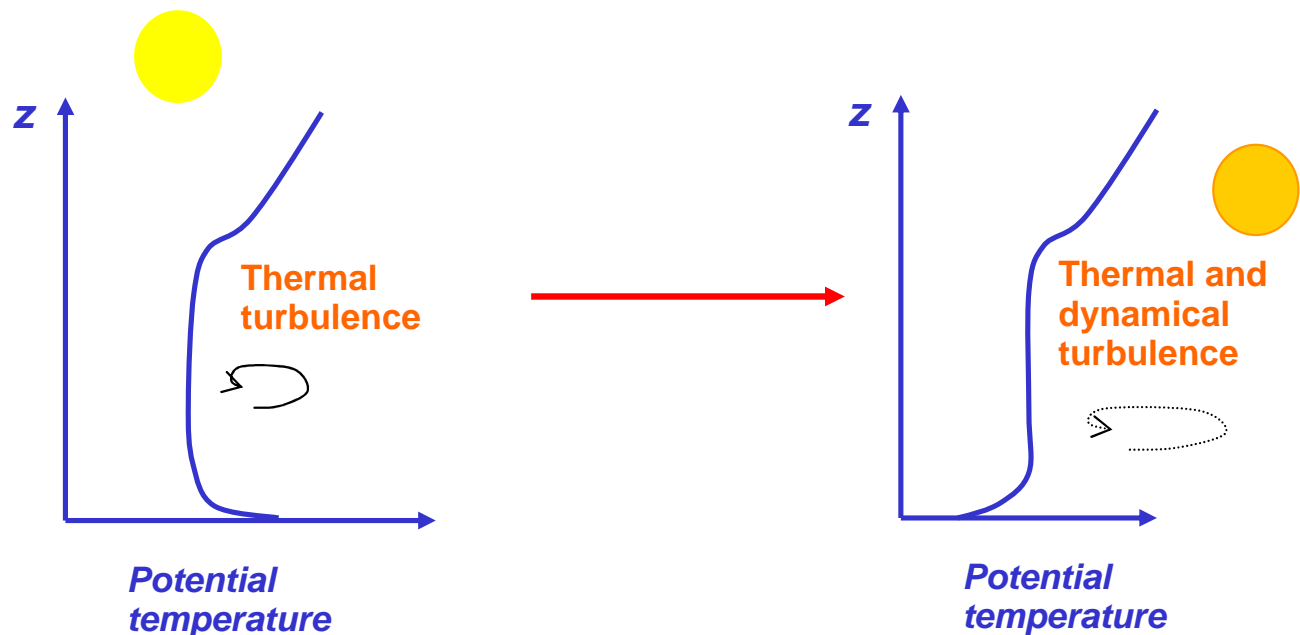 z
Thermal
turbulence
Potential
temperature
z
Thermal and
dynamical
turbulence
Potential
temperature